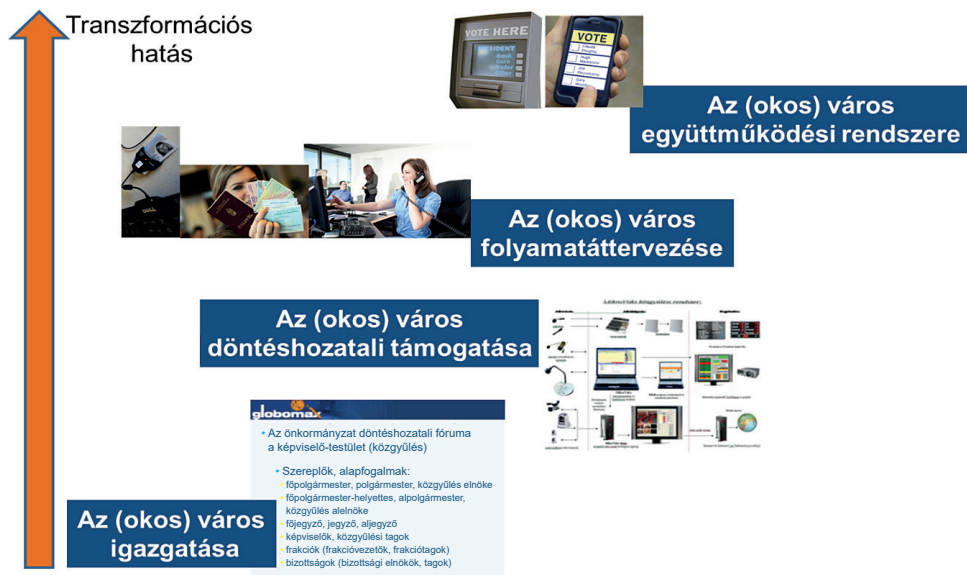 Transzformációs
hatás
VOTE HERE
VOTE
Az (okos) város
együttműködési rendszere
DELL
Az (okos) város
folyamatáttervezése
Az (okos) város
döntéshozatali támogatása
globomax
• Az önkormányzat döntéshozatali fóruma
a képviselő-testület (közgyűlés)
• Szereplők, alapfogalmak:
- főpolgármester, polgármester, közgyűlés elnöke
- főpolgármester-helyettes, alpolgármester,
közgyűlés alelnöke
- főjegyző, jegyző, aljegyző
- képviselők, közgyűlési tagok
- frakciók (frakcióvezetők, frakciótagok)
- bizottságok (bizottsági elnökök, tagok)
Az (okos) város
igazgatása